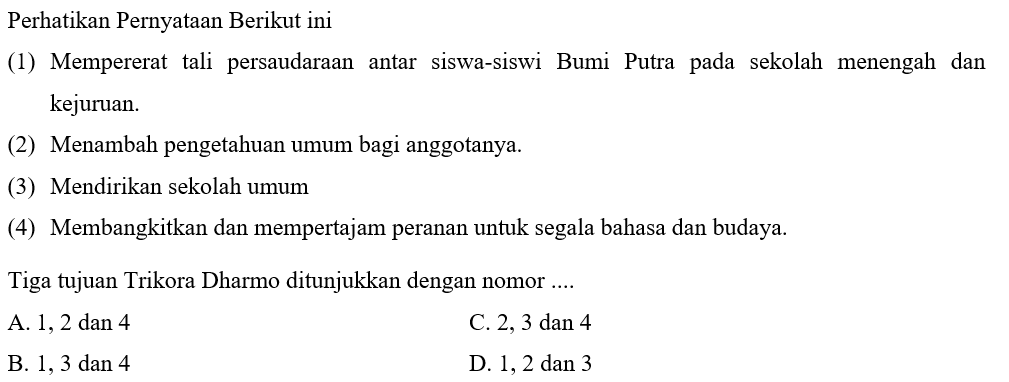 Perhatikan Pernyataan Berikut ini
(1) Mempererat tali persaudaraan antar siswa-siswi Bumi Putra pada sekolah menengah dan
kejuruan.
(2) Menambah pengetahuan umum bagi anggotanya.
(3) Mendirikan sekolah umum
(4) Membangkitkan dan mempertajam peranan untuk segala bahasa dan budaya.
Tiga tujuan Trikora Dharmo ditunjukkan dengan nomor ....
A. 1, 2 dan 4 C. 2, 3 dan 4
B. 1, 3 dan 4 D. 1, 2 dan 3